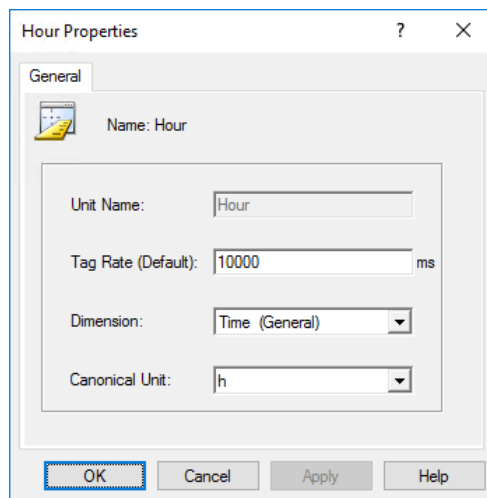 Hour Properties ?
General
Name: Hour
Unit Name: Hour
Tag Rate (Default): 10000 ms
Dimension: Time (General)
Canonical Unit: h
OK Cancel Apply Help